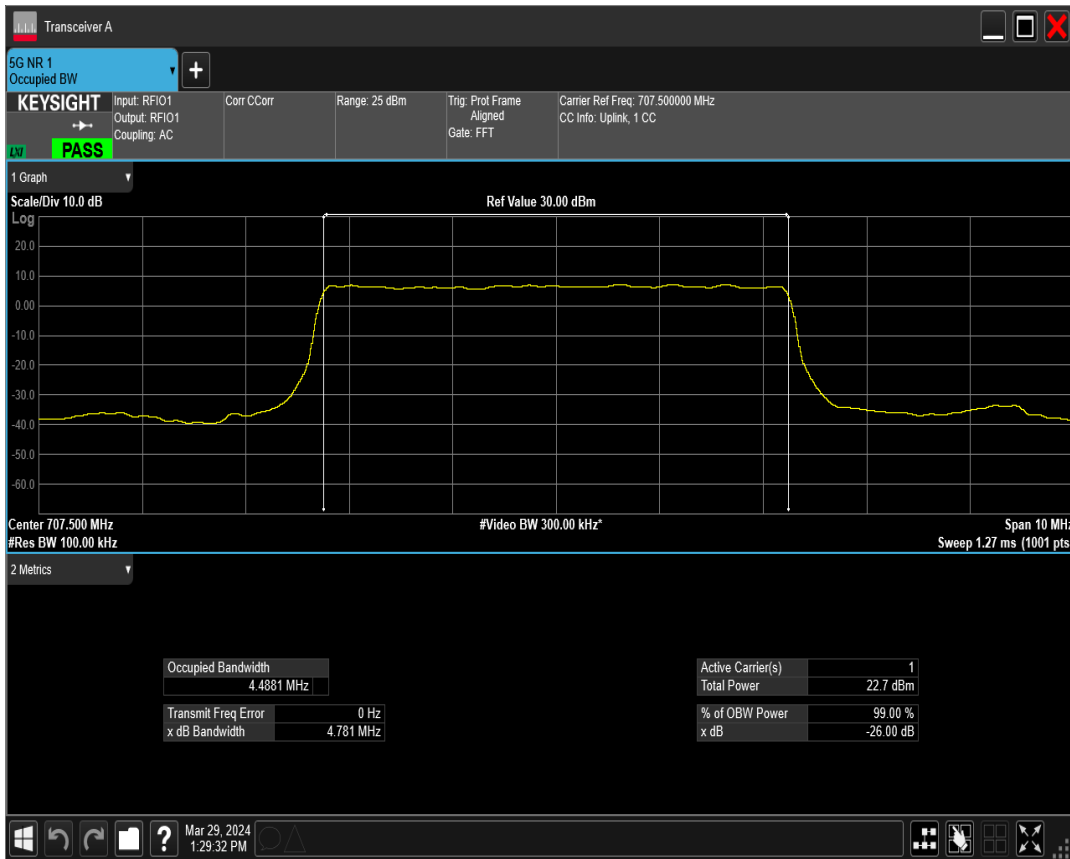 Transceiver A
5G NR 1
Occupied BW
+
KEYSIGHT
LXI
PASS
Input: RFIO1
Output: RFIO1
Coupling: AC
Corr CCorr
Range: 25 dBm
Trig: Prot Frame
Aligned
Gate: FFT
Carrier Ref Freq: 707.500000 MHz
CC Info: Uplink, 1 CC
1 Graph
Scale/Div 10.0 dB
Ref Value 30.00 dBm
Log
20.0
10.0
0.00
-10.0
-20.0
-30.0
-40.0
-50.0
-60.0
Center 707.500 MHz
#Video BW 300.00 kHz*
Span 10 MHz
#Res BW 100.00 kHz
Sweep 1.27 ms (1001 pts
2 Metrics
Occupied Bandwidth
4.4881 MHz
Transmit Freq Error 0 Hz
x dB Bandwidth 4.781 MHz
Active Carrier(s) 1
Total Power 22.7 dBm
% of OBW Power 99.00 %
x dB -26.00 dB
?
Mar 29, 2024
1:29:32 PM